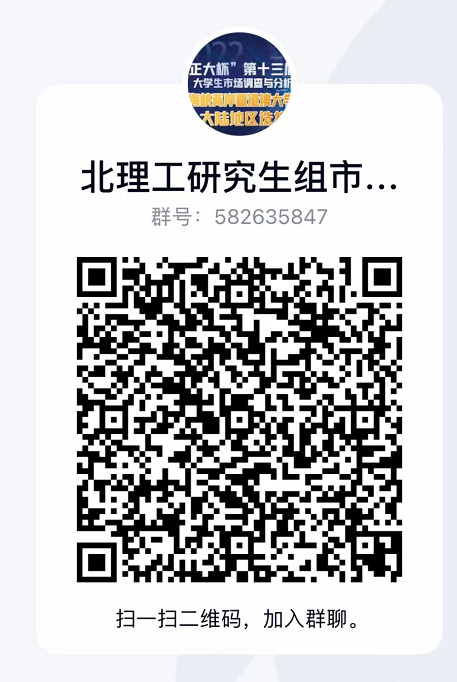 正大杯”第十三届
大学生市场调查与分析
大陆地区选
北理工研究生组市...
群号：582635847
扫一扫二维码，加入群聊。